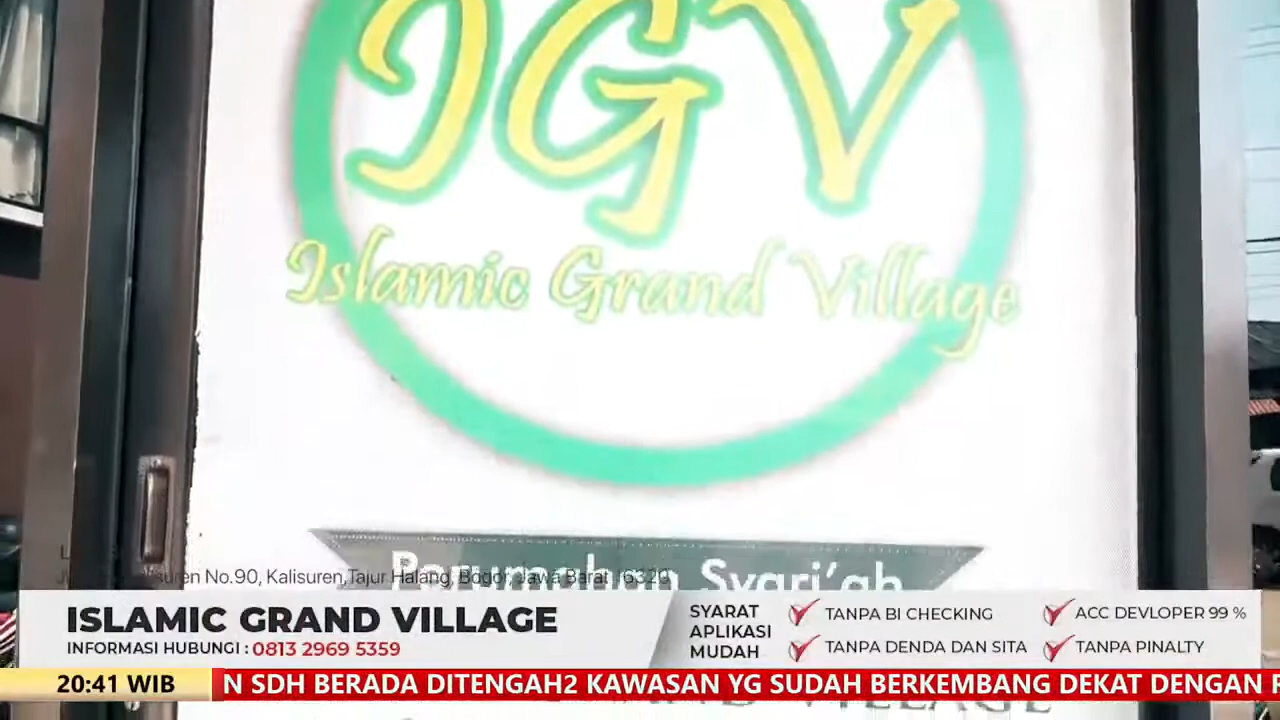 IGV
Islamic Grand Village
Perumahan Syari'ah
No.90, Kalisuren,Tajur Halang, Bogor, Jawa Barat 16320
ISLAMIC GRAND VILLAGE
INFORMASI HUBUNGI : 0813 2969 5359
SYARAT
APLIKASI
MUDAH
TANPA BI CHECKING
ACC DEVLOPER 99 %
TANPA DENDA DAN SITA
TANPA PINALTY
20:41 WIB
N SDH BERADA DITENGAH2 KAWASAN YG SUDAH BERKEMBANG DEKAT DENGAN
VILLAGE